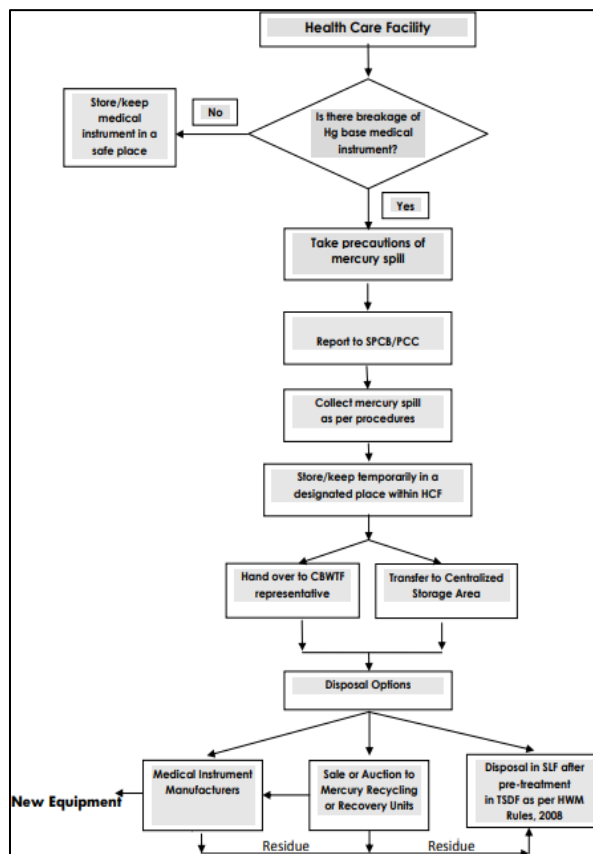 Health Care Facility
Store/keep
medical
instrument in a
safe place
No
Is there breakage of
Hg base medical
instrument?
Yes
Take precautions of
mercury spill
Report to SPCB/PCC
Collect mercury spill
as per procedures
Store/keep temporarily in a
designated place within HCF
Hand over to CBWTF
representative
Transfer to Centralized
Storage Area
Disposal Options
New Equipment
Medical Instrument
Manufacturers
Sale or Auction to
Mercury Recycling
or Recovery Units
Disposal in SLF after
pre-treatment
in TSDF as per HWM
Rules, 2008
Residue
Residue